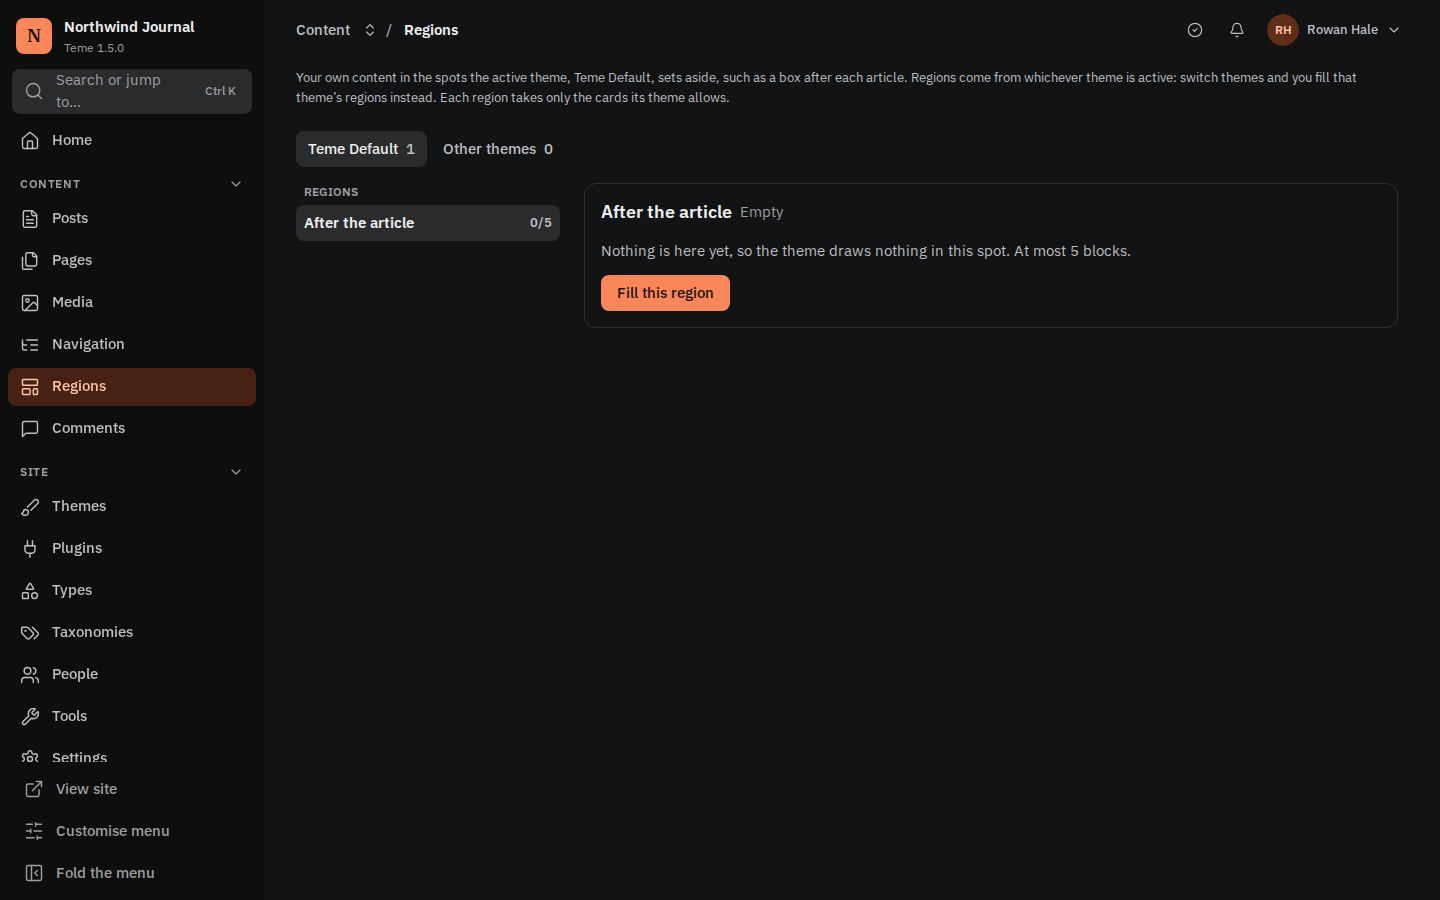 N
Northwind Journal
Teme 1.5.0
Search or jump
to...
Ctrl K
Home
CONTENT
Posts
Pages
Media
Navigation
Regions
Comments
SITE
Themes
Plugins
Types
Taxonomies
People
Tools
Settings
View site
Customise menu
Fold the menu
Content / Regions
RH Rowan Hale
Your own content in the spots the active theme, Teme Default, sets aside, such as a box after each article. Regions come from whichever theme is active: switch themes and you fill that
theme’s regions instead. Each region takes only the cards its theme allows.
Teme Default 1 Other themes 0
REGIONS
After the article 0/5
After the article Empty
Nothing is here yet, so the theme draws nothing in this spot. At most 5 blocks.
Fill this region